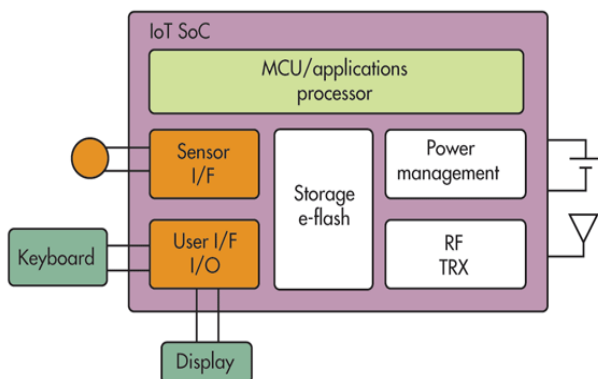 IoT SoC
MCU/applications
processor
Sensor
I/F
Power
management
Storage
e-flash
Keyboard
User I/F
I/O
RF
TRX
Display